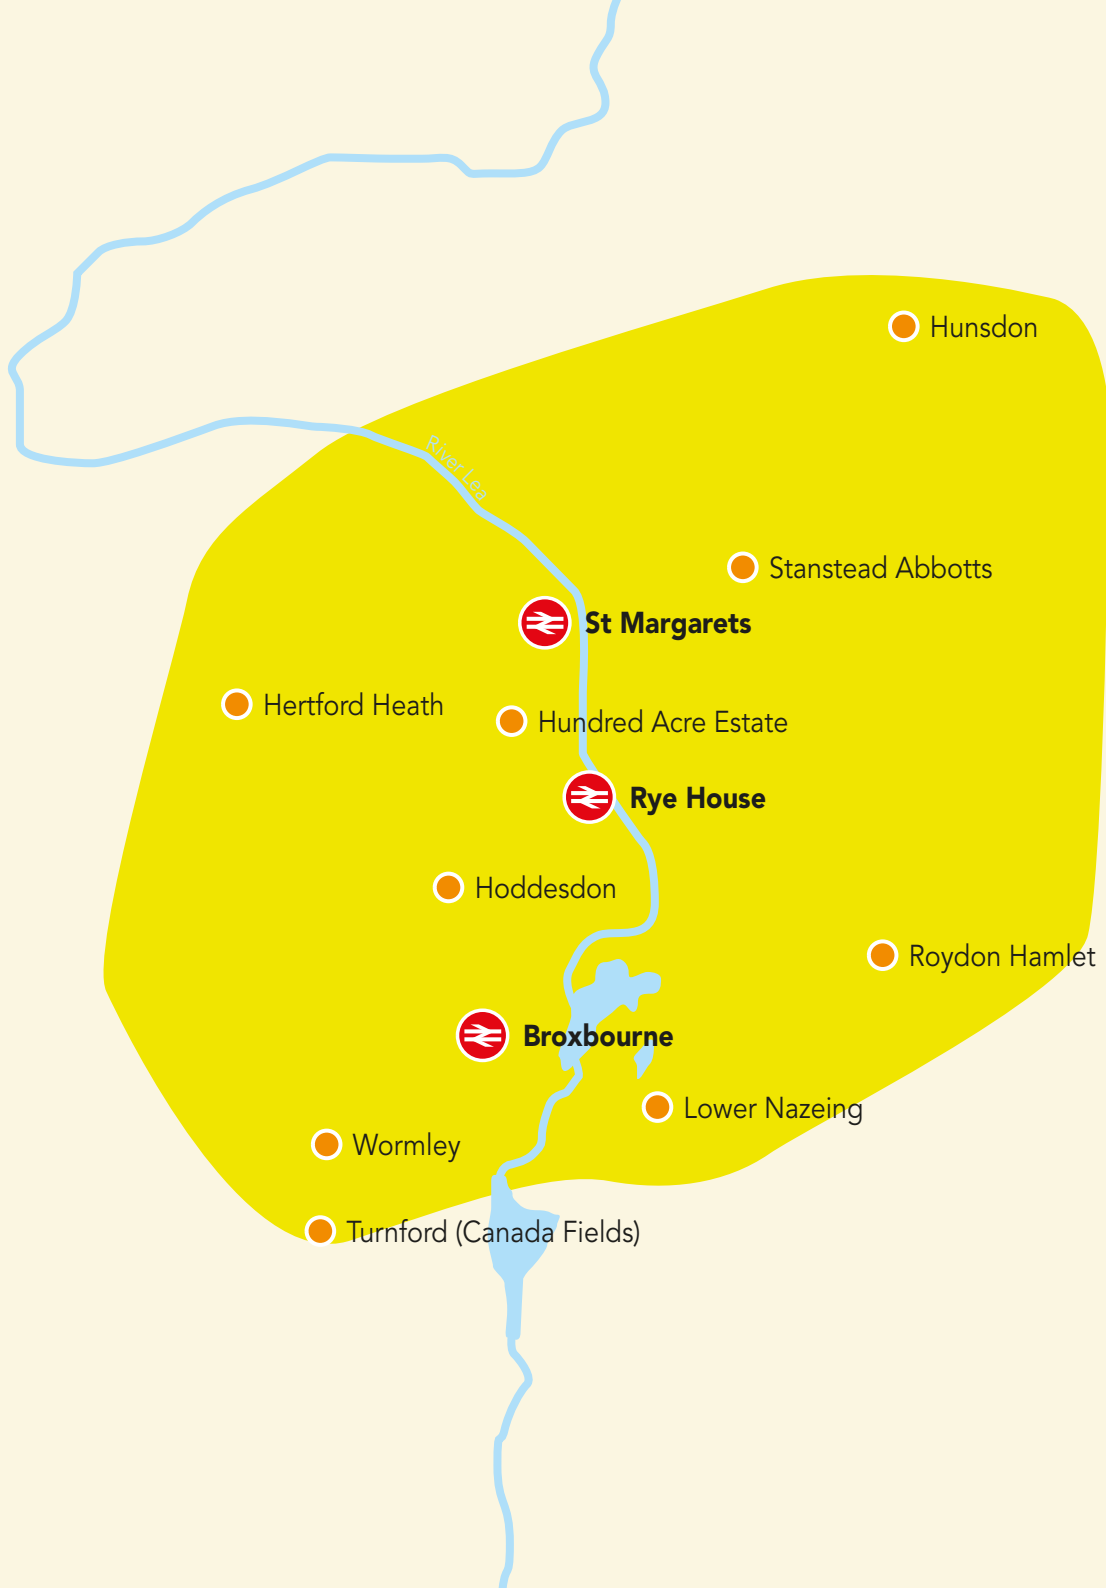 Hunsdon
River Lea
Stanstead Abbotts
St Margarets
Hertford Heath
Hundred Acre Estate
Rye House
Hoddesdon
Roydon Hamlet
Broxbourne
Lower Nazeing
Wormley
Turnford (Canada Fields)